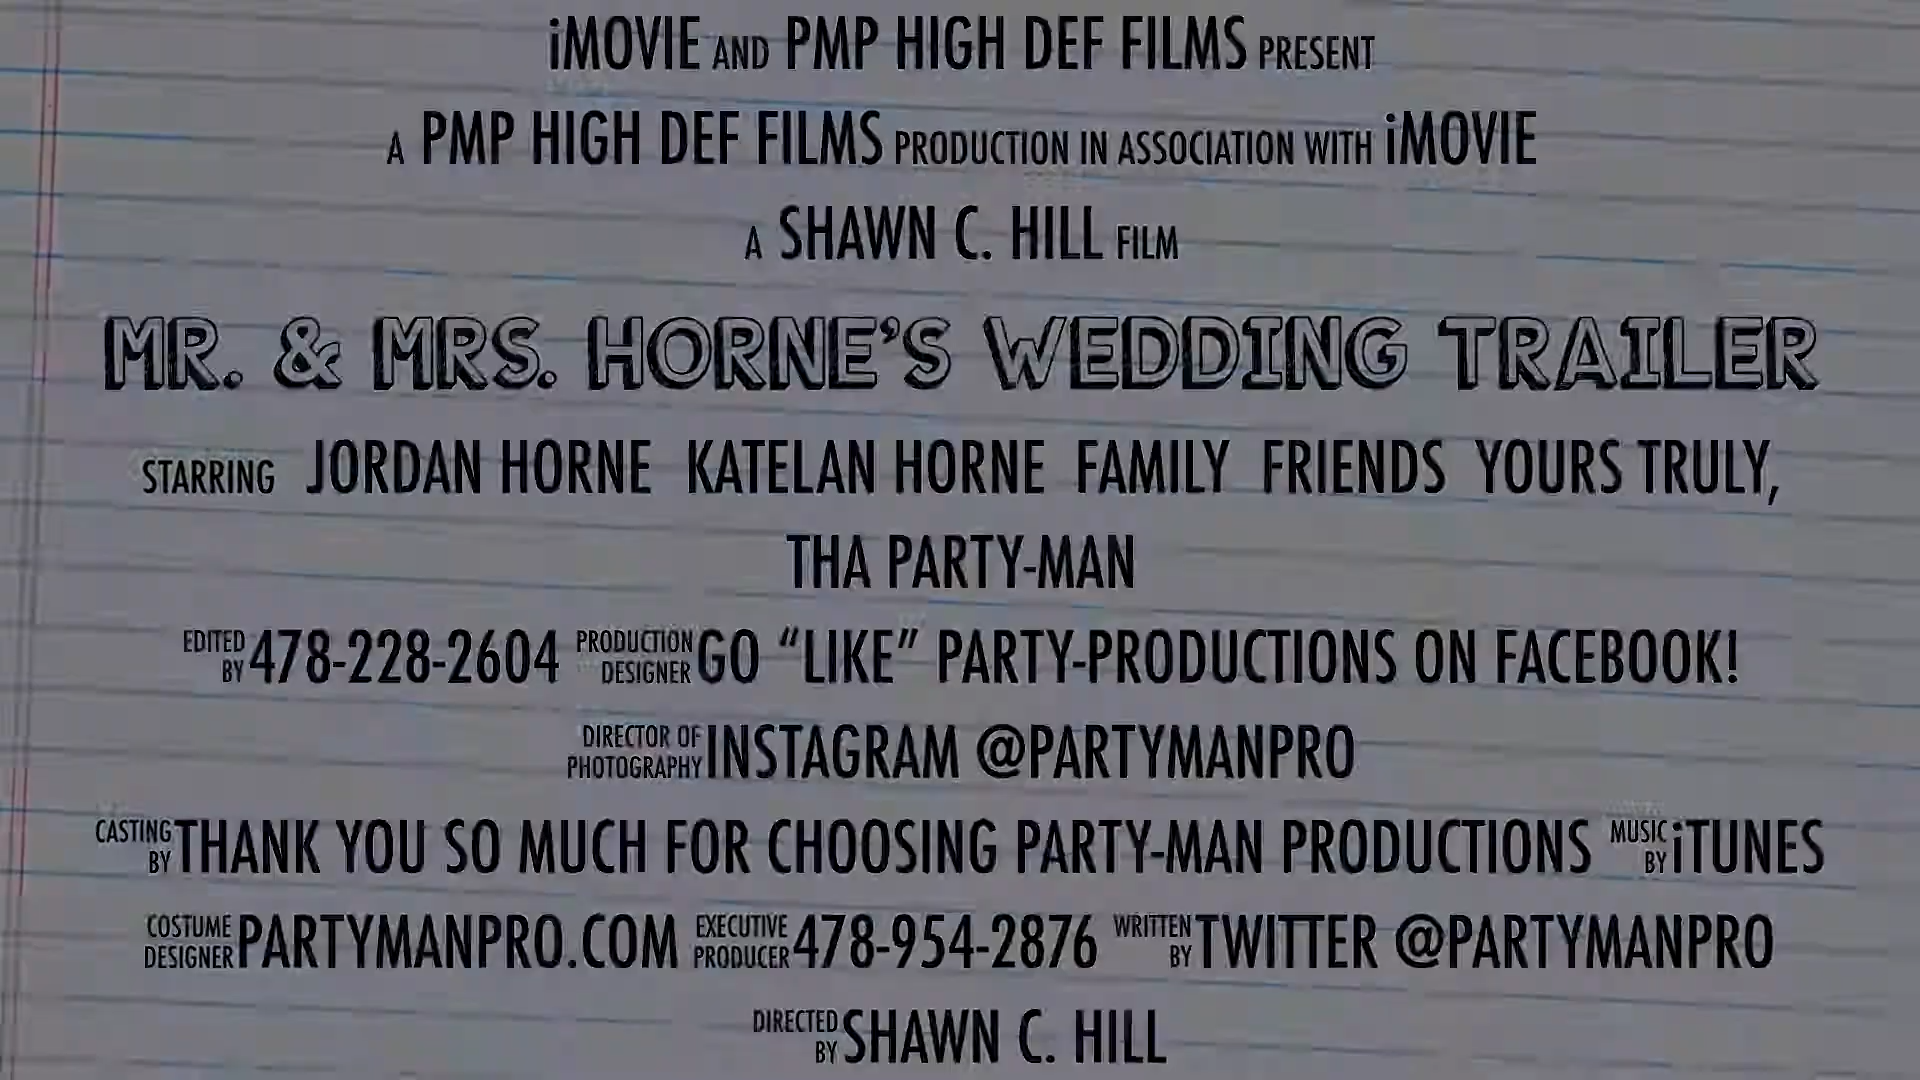 iMOVIE AND PMP HIGH DEF FILMS PRESENT
A PMP HIGH DEF FILMS PRODUCTION IN ASSOCIATION WITH iMOVIE
A SHAWN C. HILL FILM
MR. & MRS. HORNE'S WEDDING TRAILER
STARRING JORDAN HORNE KATELAN HORNE FAMILY FRIENDS YOURS TRULY,
THA PARTY-MAN
EDITED BY 478-228-2604 PRODUCTION DESIGNER GO “LIKE” PARTY-PRODUCTIONS ON FACEBOOK!
DIRECTOR OF PHOTOGRAPHY INSTAGRAM @PARTYMANPRO
CASTING BY THANK YOU SO MUCH FOR CHOOSING PARTY-MAN PRODUCTIONS MUSIC BY iTUNES
COSTUME DESIGNER PARTYMANPRO.COM EXECUTIVE PRODUCER 478-954-2876 WRITTEN BY TWITTER @PARTYMANPRO
DIRECTED BY SHAWN C. HILL